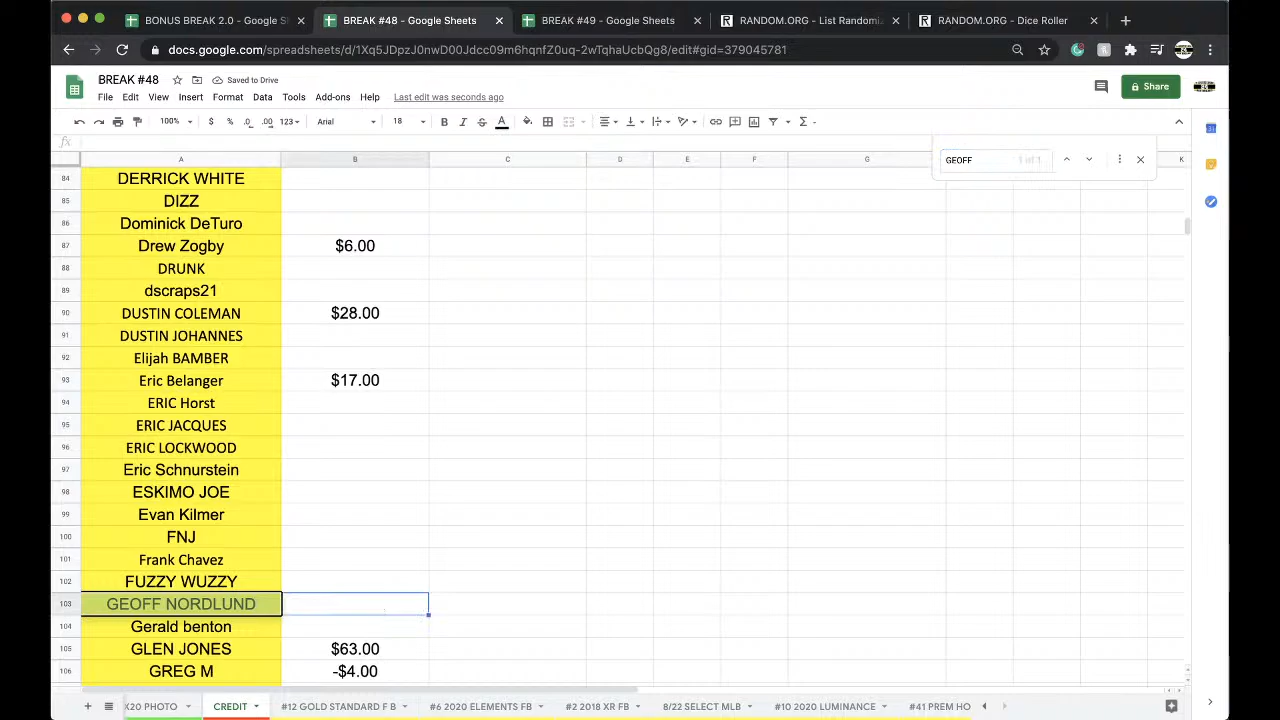 BONUS BREAK 2.0 - Google S
BREAK #48 - Google Sheets
BREAK #49 - Google Sheets
RANDOM.ORG - List Randomi
RANDOM.ORG - Dice Roller
docs.google.com/spreadsheets/d/1Xq5JDpzJ0nwD00Jdcc09m6hqnfZ0uq-2wTqhaUcbQg8/edit#gid=379045781
BREAK #48
Saved to Drive
File Edit View Insert Format Data Tools Add-ons Help Last edit was seconds ago
Share
100% $ % .0 .00 123 Arial 18 B I S A
fx
GEOFF 1 of 1
A B C D E F G K
84 DERRICK WHITE
85 DIZZ
86 Dominick DeTuro
87 Drew Zogby $6.00
88 DRUNK
89 dscraps21
90 DUSTIN COLEMAN $28.00
91 DUSTIN JOHANNES
92 Elijah BAMBER
93 Eric Belanger $17.00
94 ERIC Horst
95 ERIC JACQUES
96 ERIC LOCKWOOD
97 Eric Schnurstein
98 ESKIMO JOE
99 Evan Kilmer
100 FNJ
101 Frank Chavez
102 FUZZY WUZZY
103 GEOFF NORDLUND
104 Gerald benton
105 GLEN JONES $63.00
106 GREG M -$4.00
X20 PHOTO CREDIT #12 GOLD STANDARD F B #6 2020 ELEMENTS FB #2 2018 XR FB 8/22 SELECT MLB #10 2020 LUMINANCE #41 PREM HO